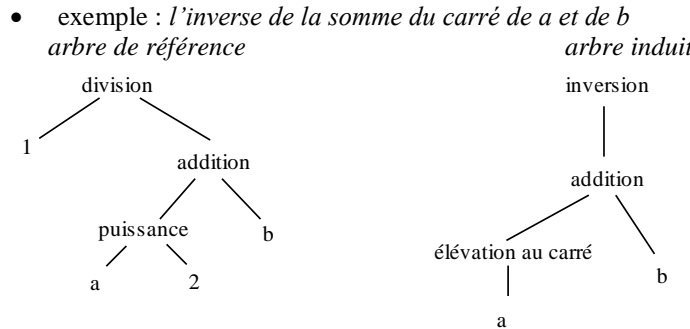 • exemple : l'inverse de la somme du carré de a et de b
arbre de référence arbre induit
division inversion
1
addition addition
puissance b élévation au carré b
a 2 a